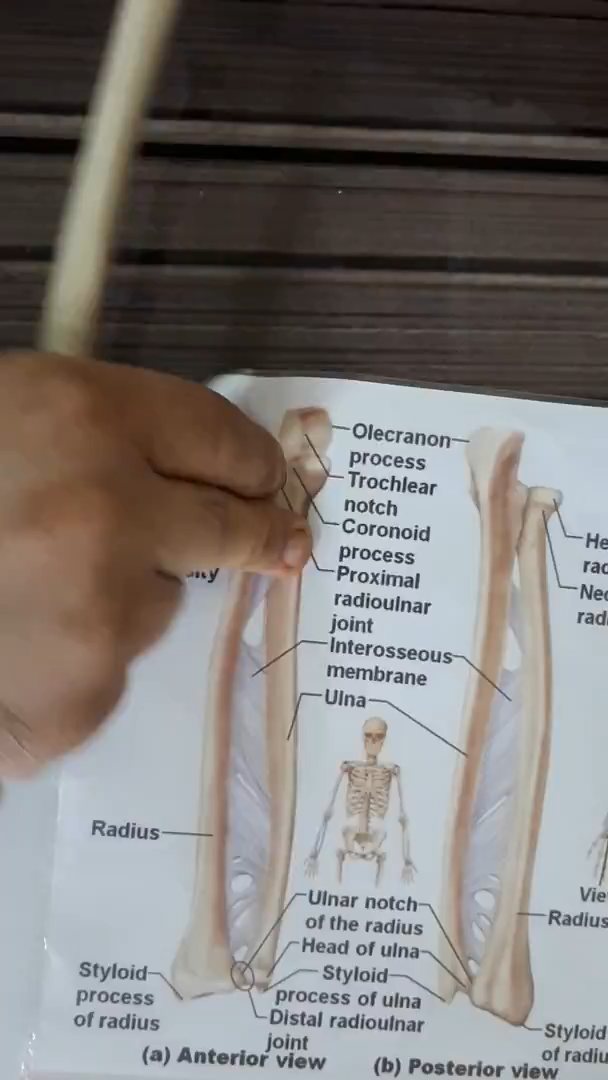 Olecranon
process
Trochlear
notch
Coronoid
process
Proximal
radioulnar
joint
Interosseous
membrane
Ulna
Radius
Ulnar notch
of the radius
Head of ulna
Styloid
process of ulna
Distal radioulnar
joint
Styloid
process
of radius
Radius
Styloid
(a) Anterior view
(b) Posterior view